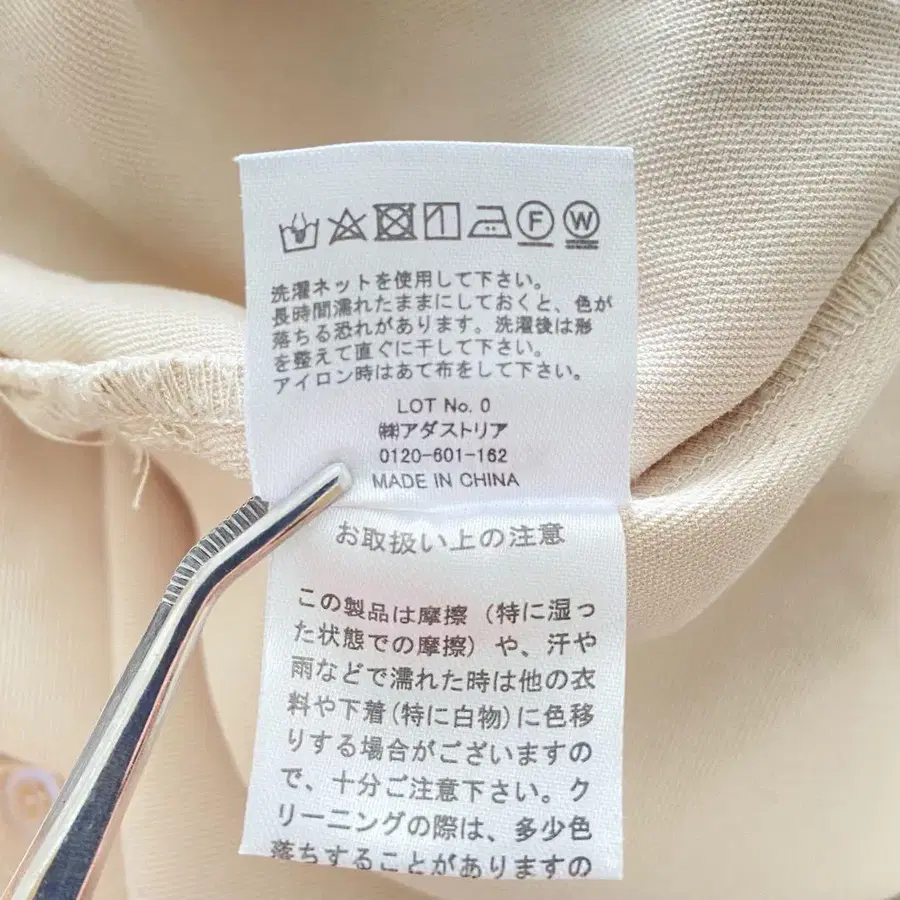 F W
洗濯ネットを使用して下さい。
長時間濡れたままにしておくと、色が
落ちる恐れがあります。洗濯後は形
を整えて直ぐに干して下さい。
アイロン時はあて布をして下さい。
LOT No. 0
㈱アダストリア
0120-601-162
MADE IN CHINA
お取扱い上の注意
この製品は摩擦（特に湿っ
た状態での摩擦）や、汗や
雨などで濡れた時は他の衣
料や下着(特に白物)に色移
りする場合がございますの
で、十分ご注意下さい。ク
リーニングの際は、多少色
落ちすることがありますの